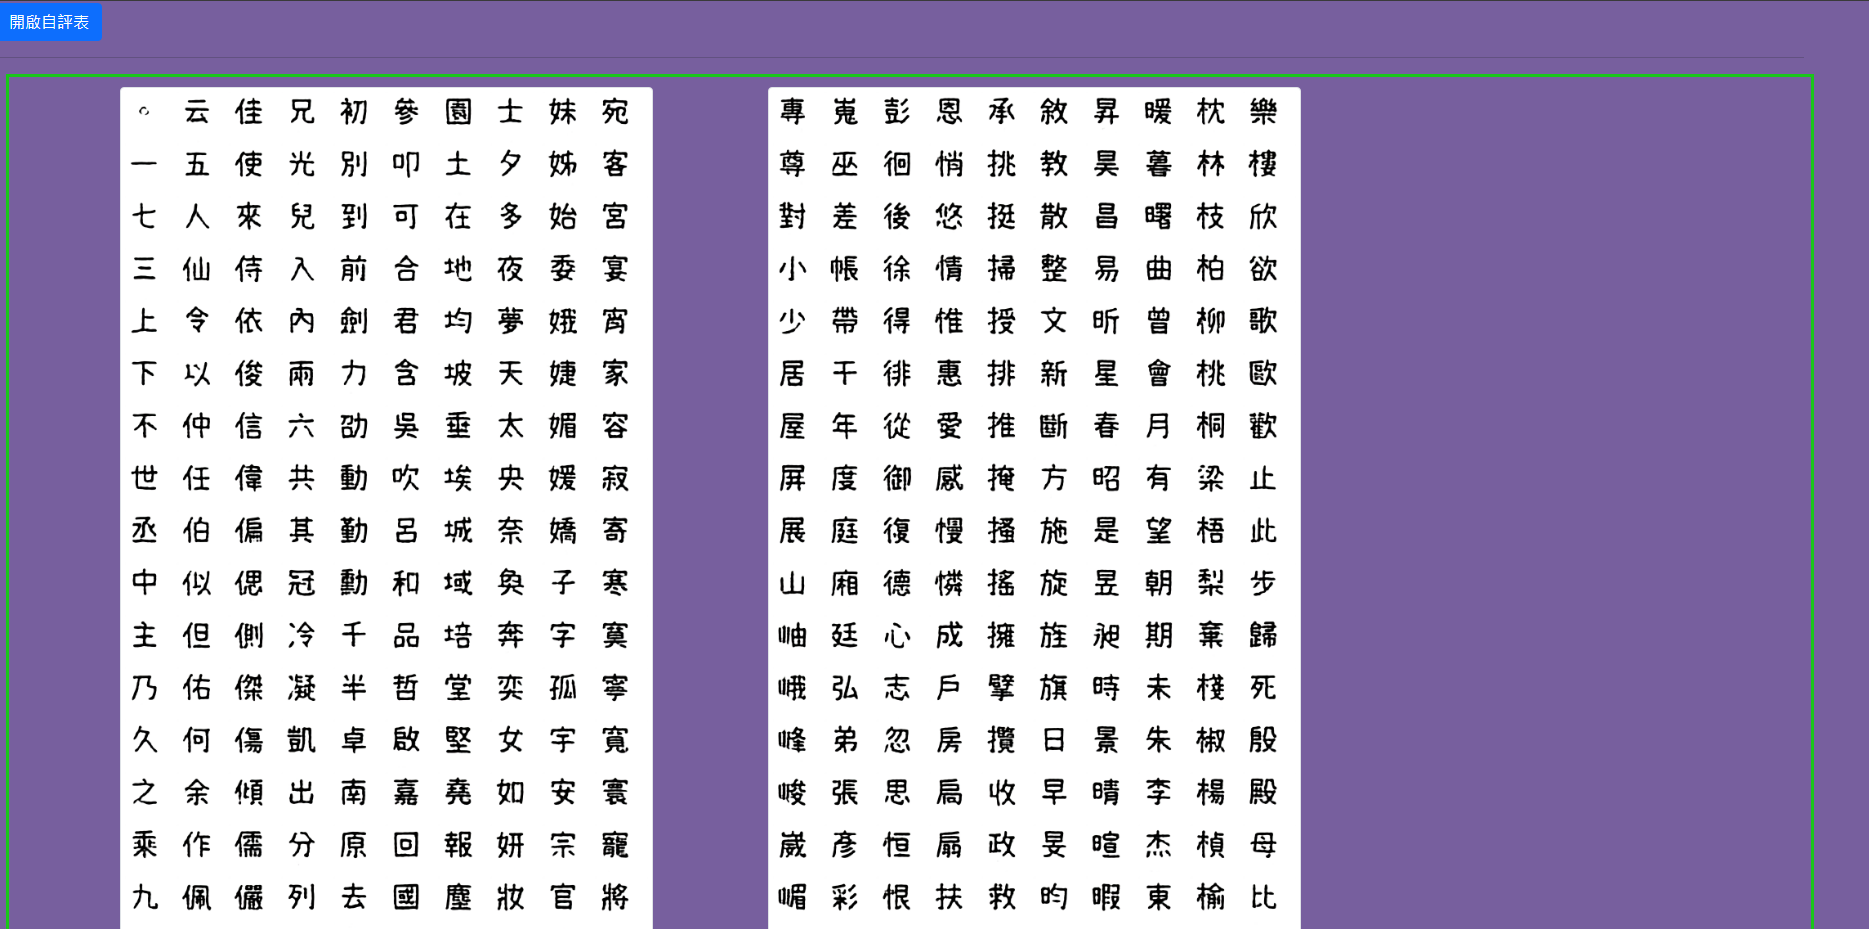 開啟自評表
。 云 佳 兄 初 參 園 士 妹 宛
一 五 使 光 別 叩 土 夕 姊 客
七 人 來 兒 到 可 在 多 始 宮
三 仙 侍 入 前 合 地 夜 委 宴
上 令 依 內 劍 君 均 夢 娥 宵
下 以 俊 兩 力 含 坡 天 婕 家
不 仲 信 六 劭 吳 垂 太 媚 容
世 任 偉 共 動 吹 埃 央 媛 寂
丞 伯 偏 其 勤 呂 城 奈 嬌 寄
中 似 偲 冠 勳 和 域 奐 子 寒
主 但 側 冷 千 品 培 奔 字 寞
乃 佑 傑 凝 半 哲 堂 奕 孤 寧
久 何 傷 凱 卓 啟 堅 女 宇 寬
之 余 傾 出 南 嘉 堯 如 安 寰
乘 作 儒 分 原 回 報 妍 宗 寵
九 佩 儷 列 去 國 塵 妝 官 將
專 嵬 彭 恩 承 敘 昇 暖 枕 樂
尊 巫 徊 悄 挑 教 昊 暮 林 樓
對 差 後 悠 挺 散 昌 曙 枝 欣
小 帳 徐 情 掃 整 易 曲 柏 欲
少 帶 得 惟 授 文 昕 曾 柳 歌
居 干 徘 惠 排 新 星 會 桃 歐
屋 年 從 愛 推 斷 春 月 桐 歡
屏 度 御 感 掩 方 昭 有 梁 止
展 庭 復 慢 搔 施 是 望 梧 此
山 廂 德 憐 搖 旋 昱 朝 梨 步
岫 廷 心 成 擁 旌 昶 期 棄 歸
峨 弘 志 戶 擘 旗 時 未 棧 死
峰 弟 忽 房 攬 日 景 朱 椒 殷
峻 張 思 扃 收 早 晴 李 楊 殿
崴 彥 恒 扇 政 旻 暄 杰 楨 母
嵋 彩 恨 扶 救 昀 暇 東 榆 比